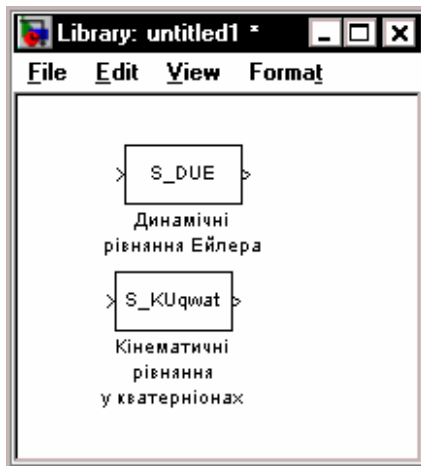 Library: untitled1 *
File Edit View Format
S_DUE
Динамічні
рівняння Ейлера
S_KUqwat
Кінематичні
рівняння
у кватерніонах